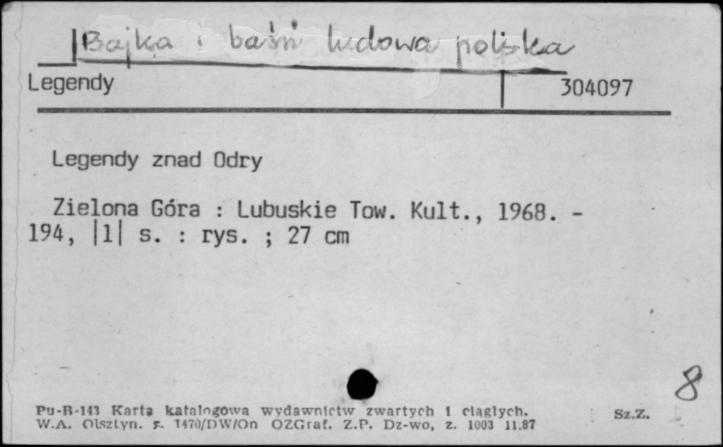 Bajka i baśń ludowa polska
Legendy 304097
Legendy znad Odry
Zielona Góra : Lubuskie Tow. Kult., 1968. -
194, |1| s. : rys. ; 27 cm
8
Pu-B-143 Karta katalogowa wydawnictw zwartych i ciągłych. Sz.Z.
W.A. Olsztyn. z. 1470/DW/On OZGraf. Z.P. Dz-wo, z. 1003 11.87